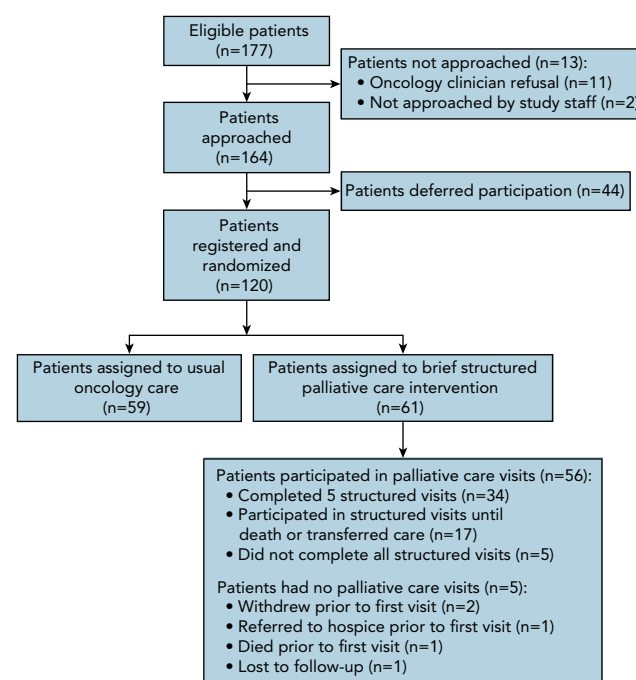 Eligible patients
(n=177)
Patients not approached (n=13):
• Oncology clinician refusal (n=11)
• Not approached by study staff (n=2)
Patients
approached
(n=164)
Patients deferred participation (n=44)
Patients
registered and
randomized
(n=120)
Patients assigned to usual
oncology care
(n=59)
Patients assigned to brief structured
palliative care intervention
(n=61)
Patients participated in palliative care visits (n=56):
• Completed 5 structured visits (n=34)
• Participated in structured visits until
death or transferred care (n=17)
• Did not complete all structured visits (n=5)
Patients had no palliative care visits (n=5):
• Withdrew prior to first visit (n=2)
• Referred to hospice prior to first visit (n=1)
• Died prior to first visit (n=1)
• Lost to follow-up (n=1)